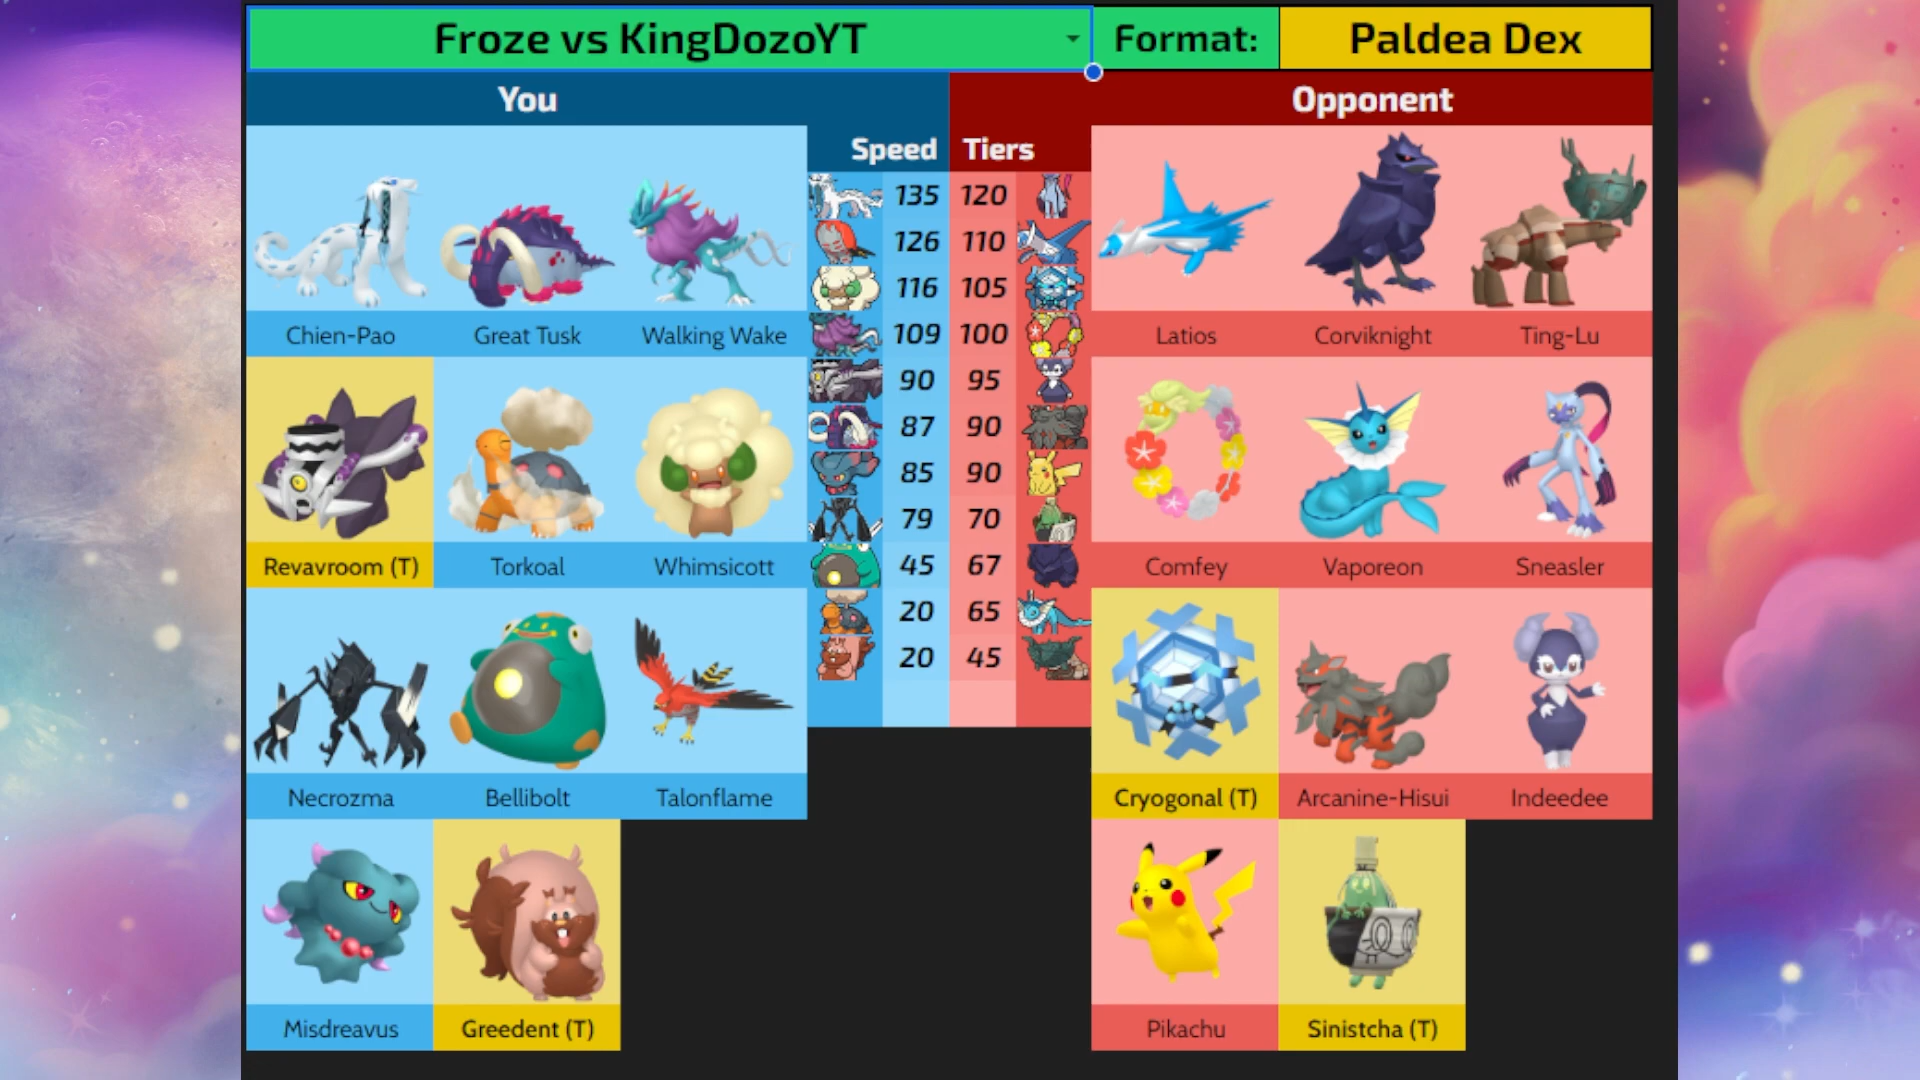 Froze vs KingDozoYT Format: Paldea Dex
You Opponent
Speed Tiers
135 120
126 110
116 105
109 100
Chien-Pao Great Tusk Walking Wake Latios Corviknight Ting-Lu
90 95
87 90
85 90
79 70
Revavroom (T) Torkoal Whimsicott 45 67 Comfey Vaporeon Sneasler
20 65
20 45
Necrozma Bellibolt Talonflame Cryogonal (T) Arcanine-Hisui Indeedee
Misdreavus Greedent (T) Pikachu Sinistcha (T)